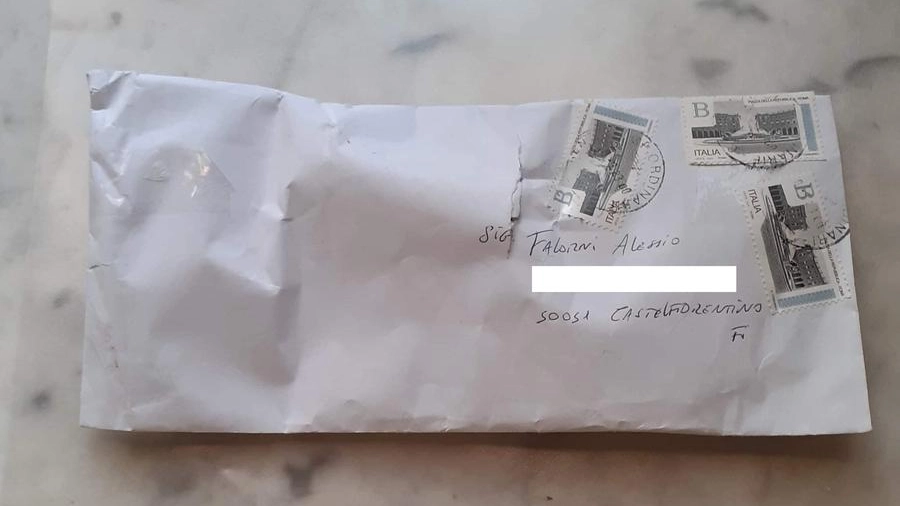 B
ITALIA
B
ITALIA
B
ITALIA
Sig. Falorni Alessio
50051 CASTELFIORENTINO
FI